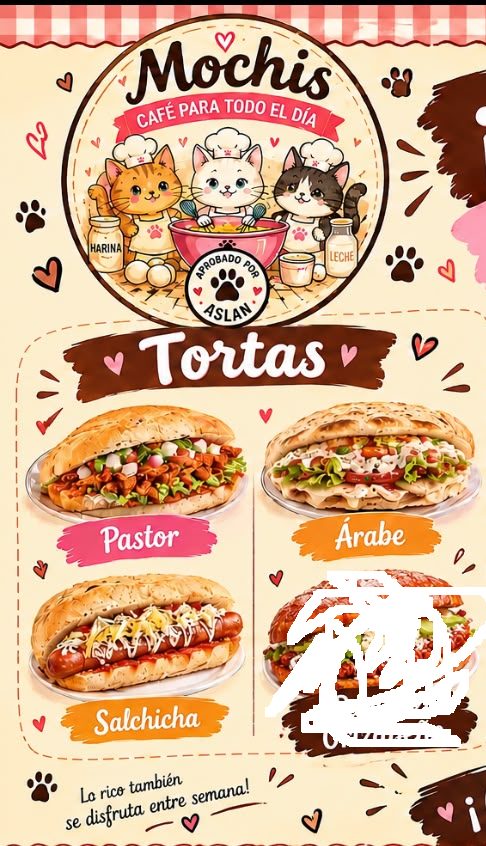 Mochis
CAFÉ PARA TODO EL DÍA
HARINA
LECHE
APROBADO POR
ASLAN
Tortas
Pastor
Árabe
Salchicha
Lo rico también
se disfruta entre semana!
¡